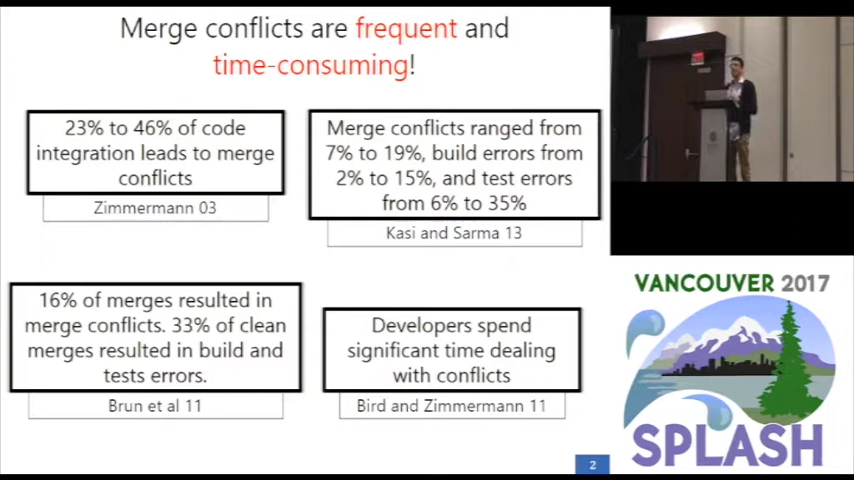 Merge conflicts are frequent and
time-consuming!
23% to 46% of code
integration leads to merge
conflicts
Zimmermann 03
Merge conflicts ranged from
7% to 19%, build errors from
2% to 15%, and test errors
from 6% to 35%
Kasi and Sarma 13
16% of merges resulted in
merge conflicts. 33% of clean
merges resulted in build and
tests errors.
Brun et al 11
Developers spend
significant time dealing
with conflicts
Bird and Zimmermann 11
2
VANCOUVER 2017
SPLASH